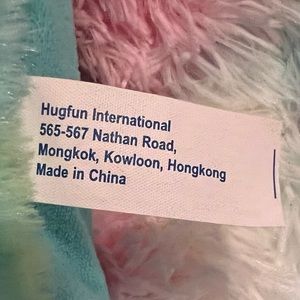 Hugfun International
565-567 Nathan Road,
Mongkok, Kowloon, Hongkong
Made in China